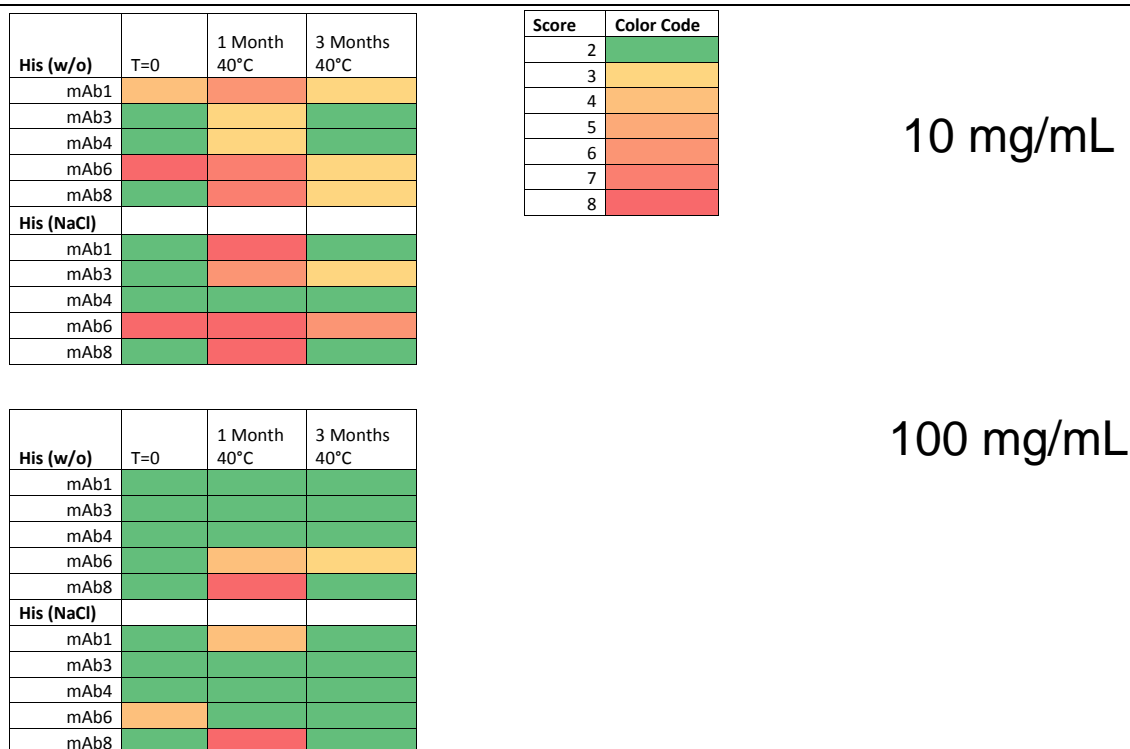 His (w/o) T=0 1 Month 40°C 3 Months 40°C
mAb1
mAb3
mAb4
mAb6
mAb8
His (NaCl)
mAb1
mAb3
mAb4
mAb6
mAb8
Score Color Code
2
3
4
5
6
7
8
10 mg/mL
His (w/o) T=0 1 Month 40°C 3 Months 40°C
mAb1
mAb3
mAb4
mAb6
mAb8
His (NaCl)
mAb1
mAb3
mAb4
mAb6
mAb8
100 mg/mL